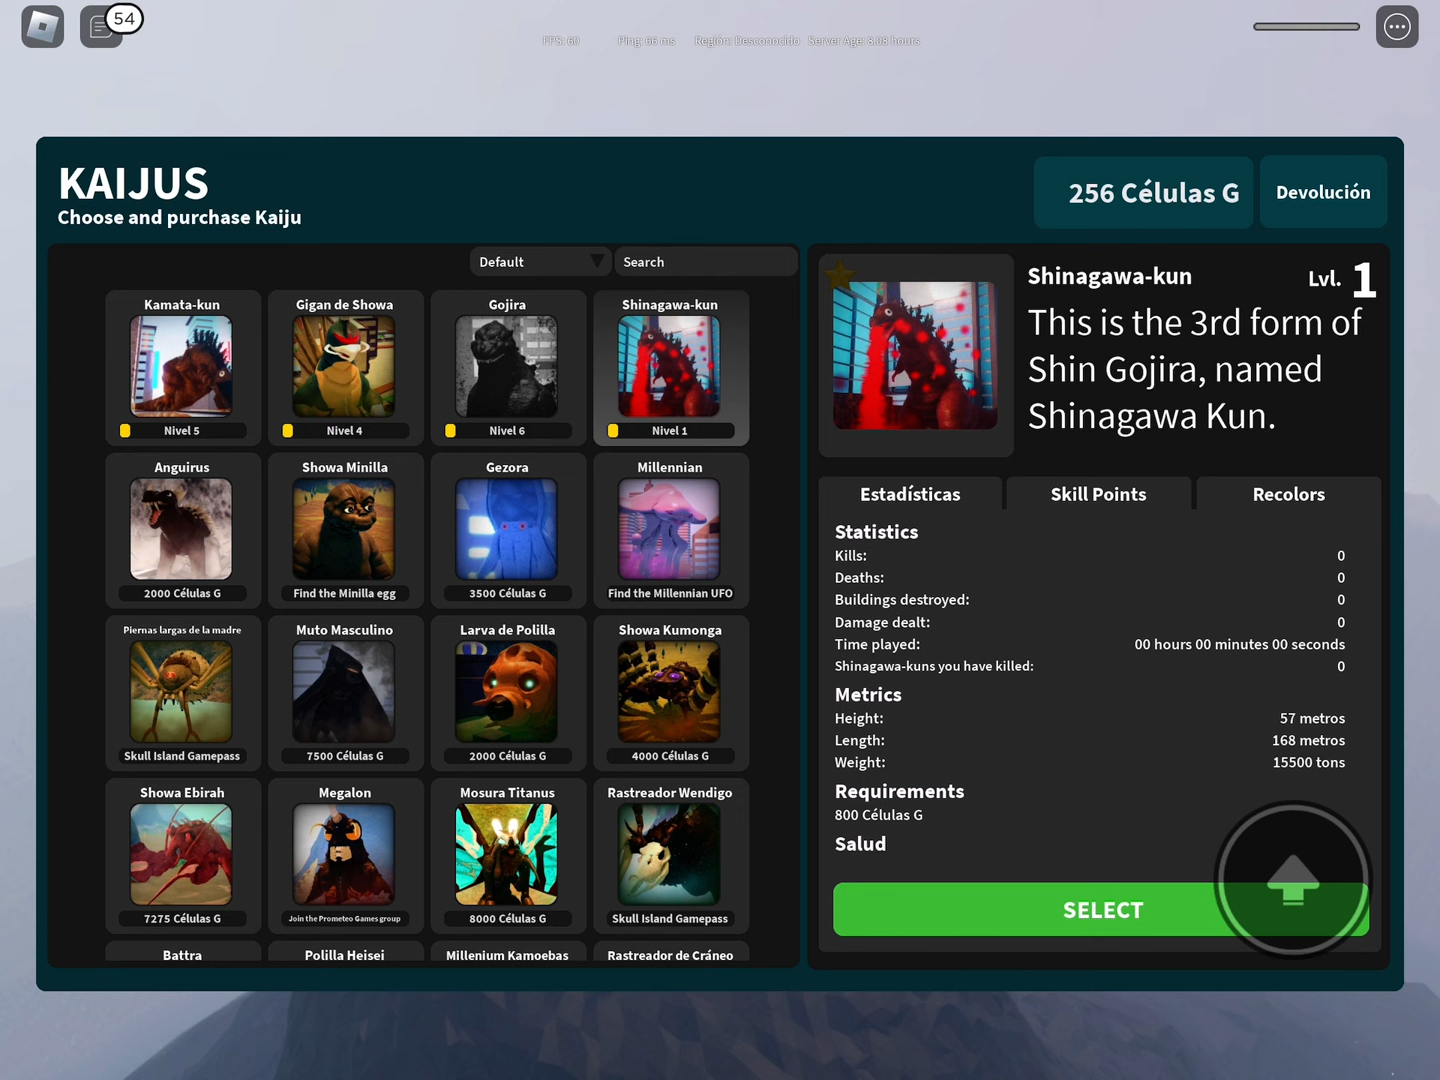 54
FPS: 60 Ping: 66 ms Región: Desconocido Server Age: 8.08 hours
KAIJUS
Choose and purchase Kaiju
256 Células G
Devolución
Default
Search
Kamata-kun
Gigan de Showa
Gojira
Shinagawa-kun
Nivel 5
Nivel 4
Nivel 6
Nivel 1
Anguirus
Showa Minilla
Gezora
Millennian
2000 Células G
Find the Minilla egg
3500 Células G
Find the Millennian UFO
Piernas largas de la madre
Muto Masculino
Larva de Polilla
Showa Kumonga
Skull Island Gamepass
7500 Células G
2000 Células G
4000 Células G
Showa Ebirah
Megalon
Mosura Titanus
Rastreador Wendigo
7275 Células G
Join the Prometeo Games group
8000 Células G
Skull Island Gamepass
Battra
Polilla Heisei
Millenium Kamoebas
Rastreador de Cráneo
Shinagawa-kun
Lvl. 1
This is the 3rd form of
Shin Gojira, named
Shinagawa Kun.
Estadísticas
Skill Points
Recolors
Statistics
Kills: 0
Deaths: 0
Buildings destroyed: 0
Damage dealt: 0
Time played: 00 hours 00 minutes 00 seconds
Shinagawa-kuns you have killed: 0
Metrics
Height: 57 metros
Length: 168 metros
Weight: 15500 tons
Requirements
800 Células G
Salud
SELECT